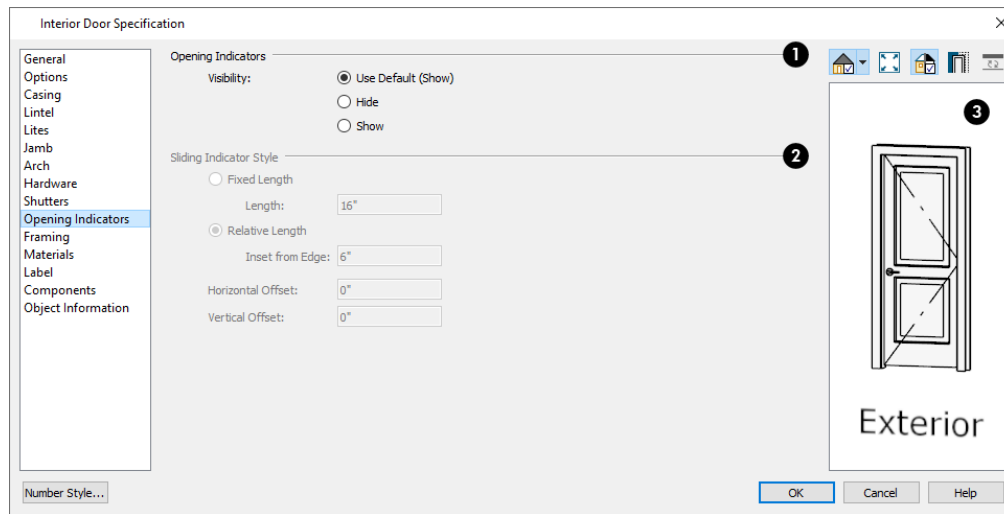 Interior Door Specification
General
Options
Casing
Lintel
Lites
Jamb
Arch
Hardware
Shutters
Opening Indicators
Framing
Materials
Label
Components
Object Information
Opening Indicators
1
Visibility:
Use Default (Show)
Hide
Show
Sliding Indicator Style
2
Fixed Length
Length: 16"
Relative Length
Inset from Edge: 6"
Horizontal Offset: 0"
Vertical Offset: 0"
3
Exterior
Number Style...
OK
Cancel
Help